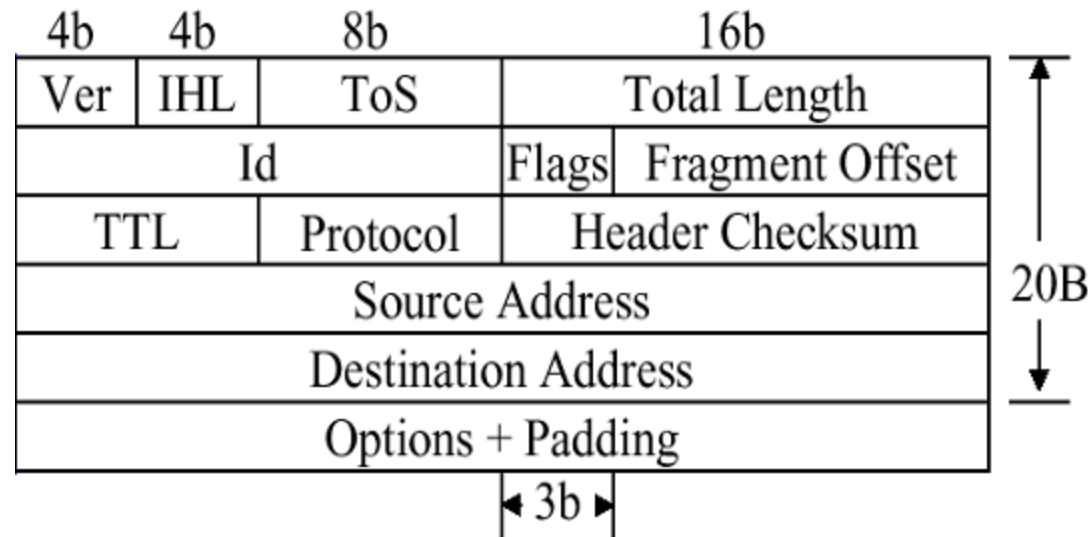 4b 4b 8b 16b
Ver IHL ToS Total Length
Id Flags Fragment Offset
TTL Protocol Header Checksum
Source Address
20B
Destination Address
Options + Padding
3b